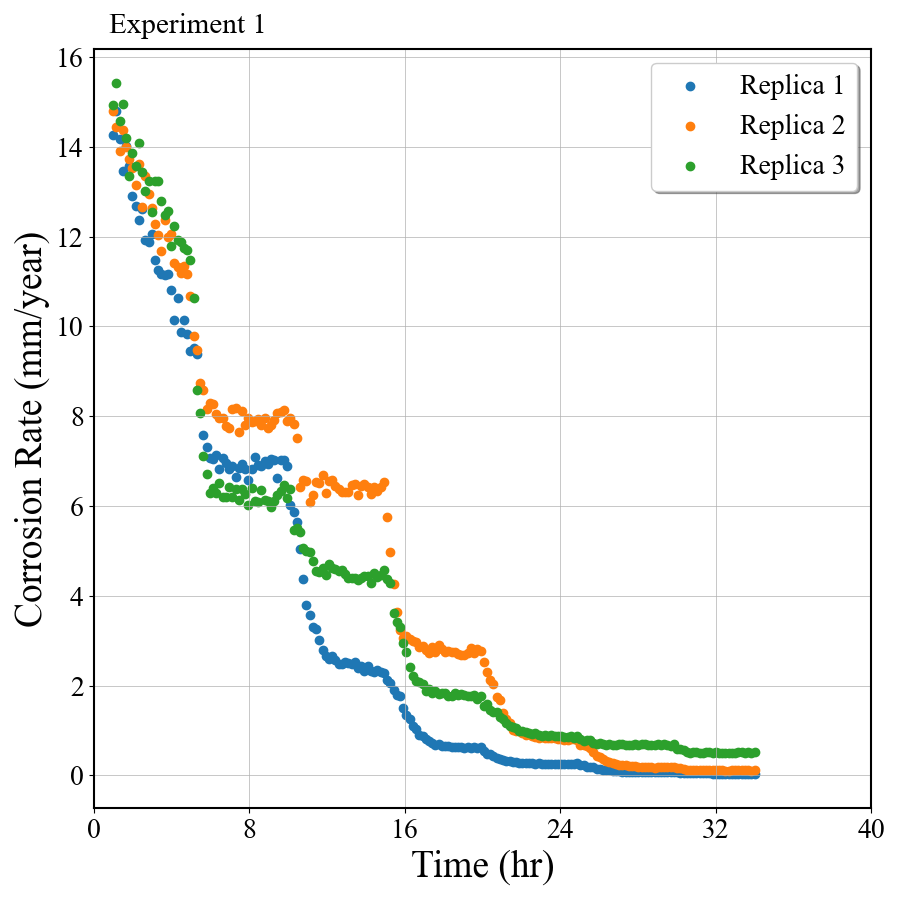 Experiment 1
Replica 1
Replica 2
Replica 3
Corrosion Rate (mm/year)
16
14
12
10
8
6
4
2
0
0 8 16 24 32 40
Time (hr)